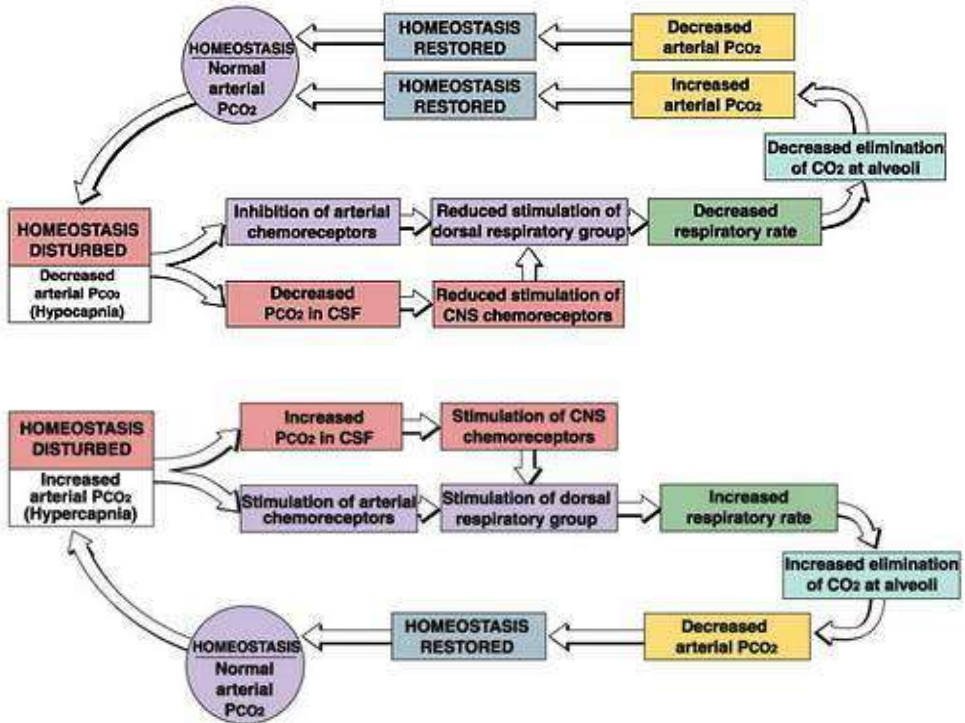 HOMEOSTASIS
Normal
arterial
PCO2
HOMEOSTASIS
RESTORED
Decreased
arterial PCO2
HOMEOSTASIS
RESTORED
Increased
arterial PCO2
Decreased elimination
of CO2 at alveoli
HOMEOSTASIS
DISTURBED
Decreased
arterial PCO2
(Hypocapnia)
Inhibition of arterial
chemoreceptors
Reduced stimulation of
dorsal respiratory group
Decreased
respiratory rate
Decreased
PCO2 in CSF
Reduced stimulation of
CNS chemoreceptors
HOMEOSTASIS
DISTURBED
Increased
arterial PCO2
(Hypercapnia)
Increased
PCO2 in CSF
Stimulation of CNS
chemoreceptors
Stimulation of arterial
chemoreceptors
Stimulation of dorsal
respiratory group
Increased
respiratory rate
Increased elimination
of CO2 at alveoli
Decreased
arterial PCO2
HOMEOSTASIS
RESTORED
HOMEOSTASIS
Normal
arterial
PCO2